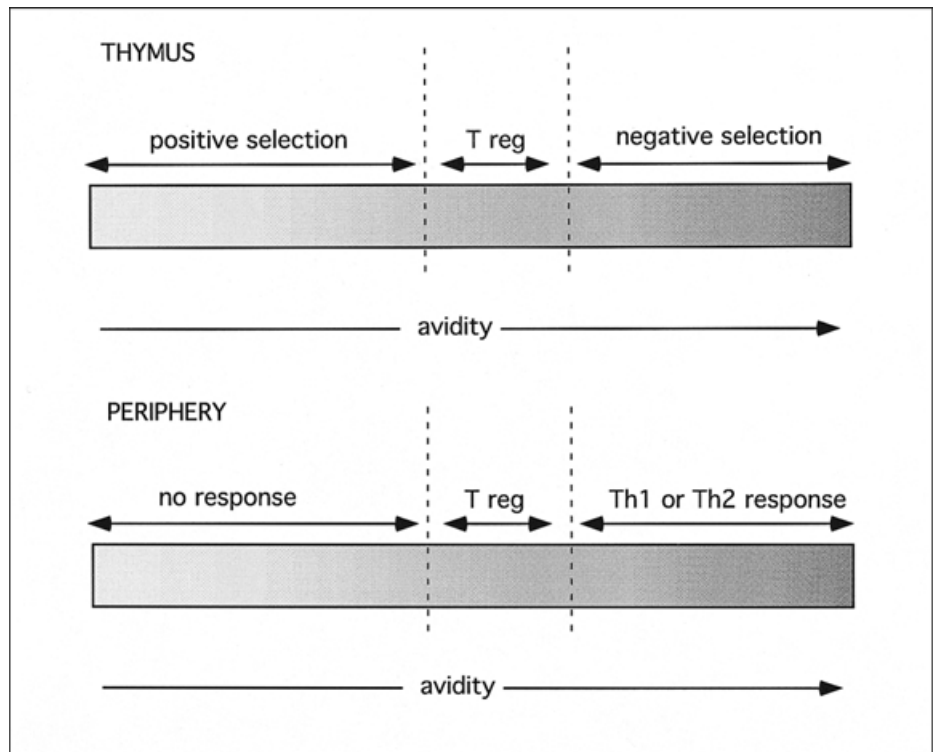 THYMUS
positive selection
T reg
negative selection
avidity
PERIPHERY
no response
T reg
Th1 or Th2 response
avidity